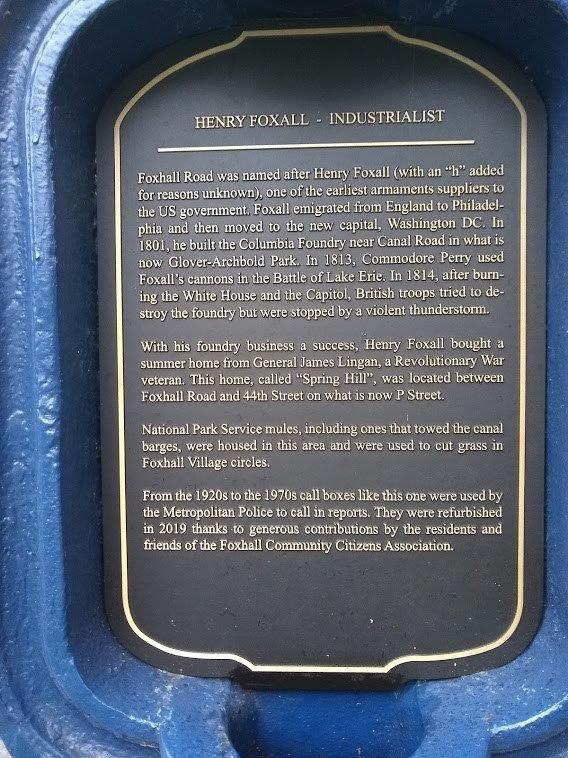 HENRY FOXALL - INDUSTRIALIST
Foxhall Road was named after Henry Foxall (with an “h” added
for reasons unknown), one of the earliest armaments suppliers to
the US government. Foxall emigrated from England to Philadel-
phia and then moved to the new capital, Washington DC. In
1801, he built the Columbia Foundry near Canal Road in what is
now Glover-Archbold Park. In 1813, Commodore Perry used
Foxall’s cannons in the Battle of Lake Erie. In 1814, after burn-
ing the White House and the Capitol, British troops tried to de-
stroy the foundry but were stopped by a violent thunderstorm.
With his foundry business a success, Henry Foxall bought a
summer home from General James Lingan, a Revolutionary War
veteran. This home, called “Spring Hill”, was located between
Foxhall Road and 44th Street on what is now P Street.
National Park Service mules, including ones that towed the canal
barges, were housed in this area and were used to cut grass in
Foxhall Village circles.
From the 1920s to the 1970s call boxes like this one were used by
the Metropolitan Police to call in reports. They were refurbished
in 2019 thanks to generous contributions by the residents and
friends of the Foxhall Community Citizens Association.